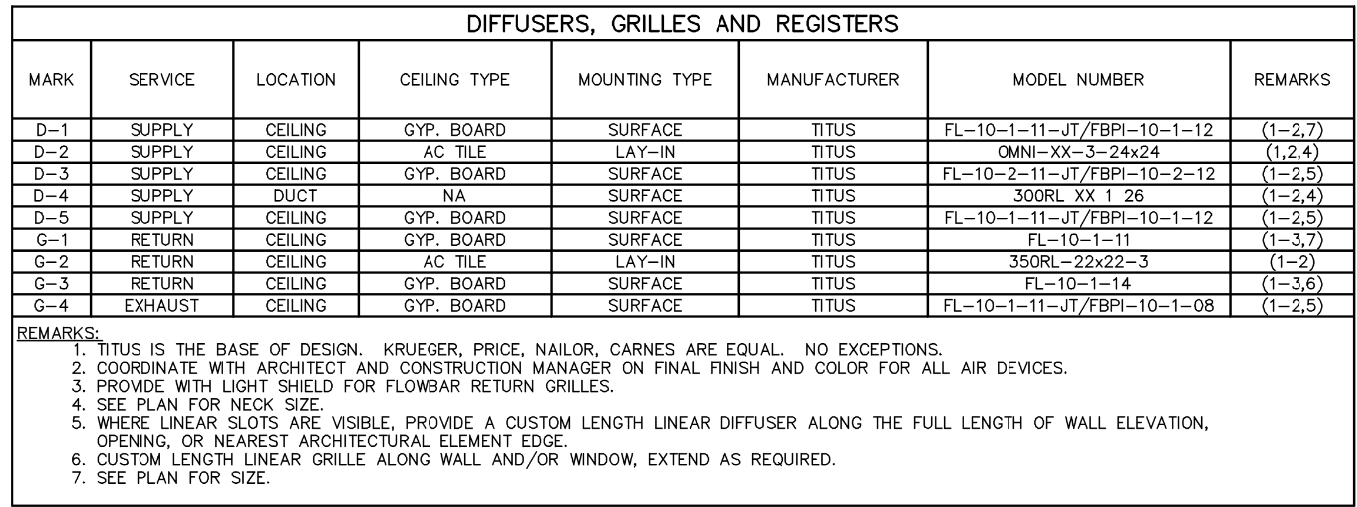 DIFFUSERS, GRILLES AND REGISTERS
MARK SERVICE LOCATION CEILING TYPE MOUNTING TYPE MANUFACTURER MODEL NUMBER REMARKS
D-1 SUPPLY CEILING GYP. BOARD SURFACE TITUS FL-10-1-11-JT/FBPI-10-1-12 (1-2,7)
D-2 SUPPLY CEILING AC TILE LAY-IN TITUS OMNI-XX-3-24x24 (1,2,4)
D-3 SUPPLY CEILING GYP. BOARD SURFACE TITUS FL-10-2-11-JT/FBPI-10-2-12 (1-2,5)
D-4 SUPPLY DUCT NA SURFACE TITUS 300RL XX 1 26 (1-2,4)
D-5 SUPPLY CEILING GYP. BOARD SURFACE TITUS FL-10-1-11-JT/FBPI-10-1-12 (1-2,5)
G-1 RETURN CEILING GYP. BOARD SURFACE TITUS FL-10-1-11 (1-3,7)
G-2 RETURN CEILING AC TILE LAY-IN TITUS 350RL-22x22-3 (1-2)
G-3 RETURN CEILING GYP. BOARD SURFACE TITUS FL-10-1-14 (1-3,6)
G-4 EXHAUST CEILING GYP. BOARD SURFACE TITUS FL-10-1-11-JT/FBPI-10-1-08 (1-2,5)
REMARKS:
1. TITUS IS THE BASE OF DESIGN. KRUEGER, PRICE, NAILOR, CARNES ARE EQUAL. NO EXCEPTIONS.
2. COORDINATE WITH ARCHITECT AND CONSTRUCTION MANAGER ON FINAL FINISH AND COLOR FOR ALL AIR DEVICES.
3. PROVIDE WITH LIGHT SHIELD FOR FLOWBAR RETURN GRILLES.
4. SEE PLAN FOR NECK SIZE.
5. WHERE LINEAR SLOTS ARE VISIBLE, PROVIDE A CUSTOM LENGTH LINEAR DIFFUSER ALONG THE FULL LENGTH OF WALL ELEVATION,
OPENING, OR NEAREST ARCHITECTURAL ELEMENT EDGE.
6. CUSTOM LENGTH LINEAR GRILLE ALONG WALL AND/OR WINDOW, EXTEND AS REQUIRED.
7. SEE PLAN FOR SIZE.